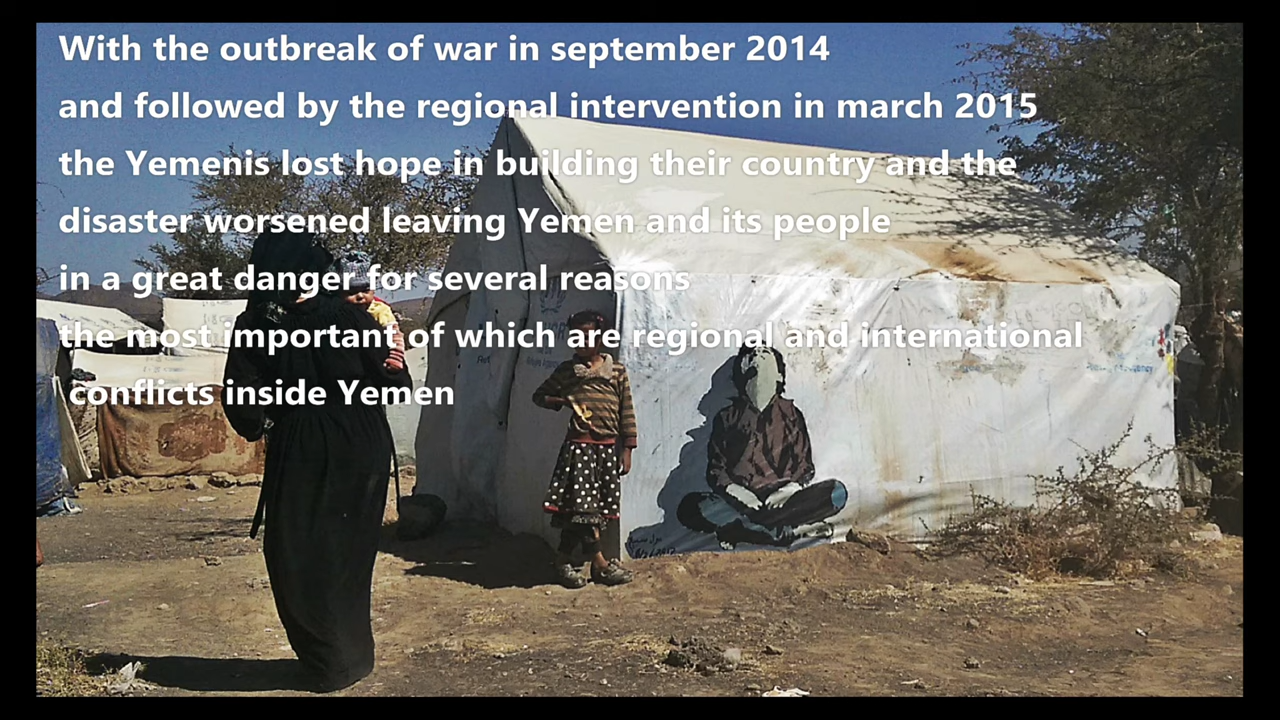 With the outbreak of war in september 2014
and followed by the regional intervention in march 2015
the Yemenis lost hope in building their country and the
disaster worsened leaving Yemen and its people
in a great danger for several reasons
the most important of which are regional and international
conflicts inside Yemen